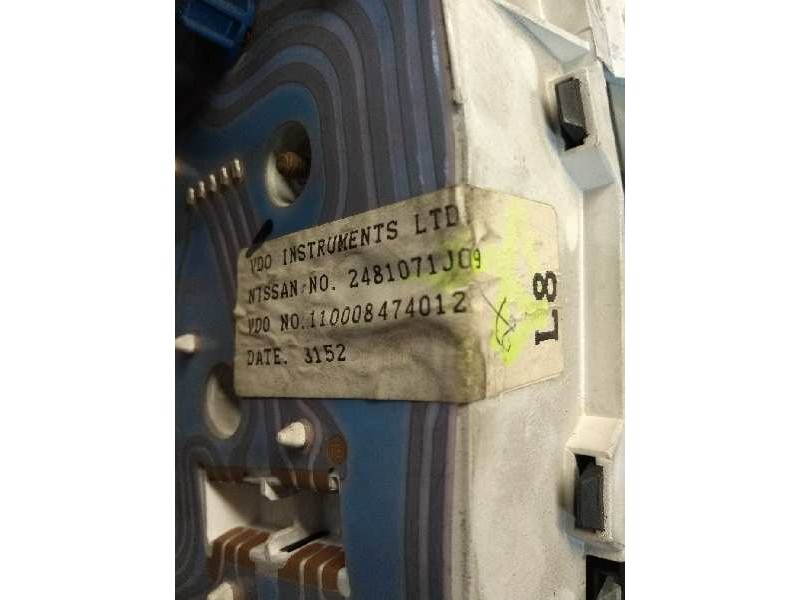 VDO INSTRUMENTS LTD
NISSAN NO. 2481071J09
VDO NO.110008474012
DATE. 3152
L8